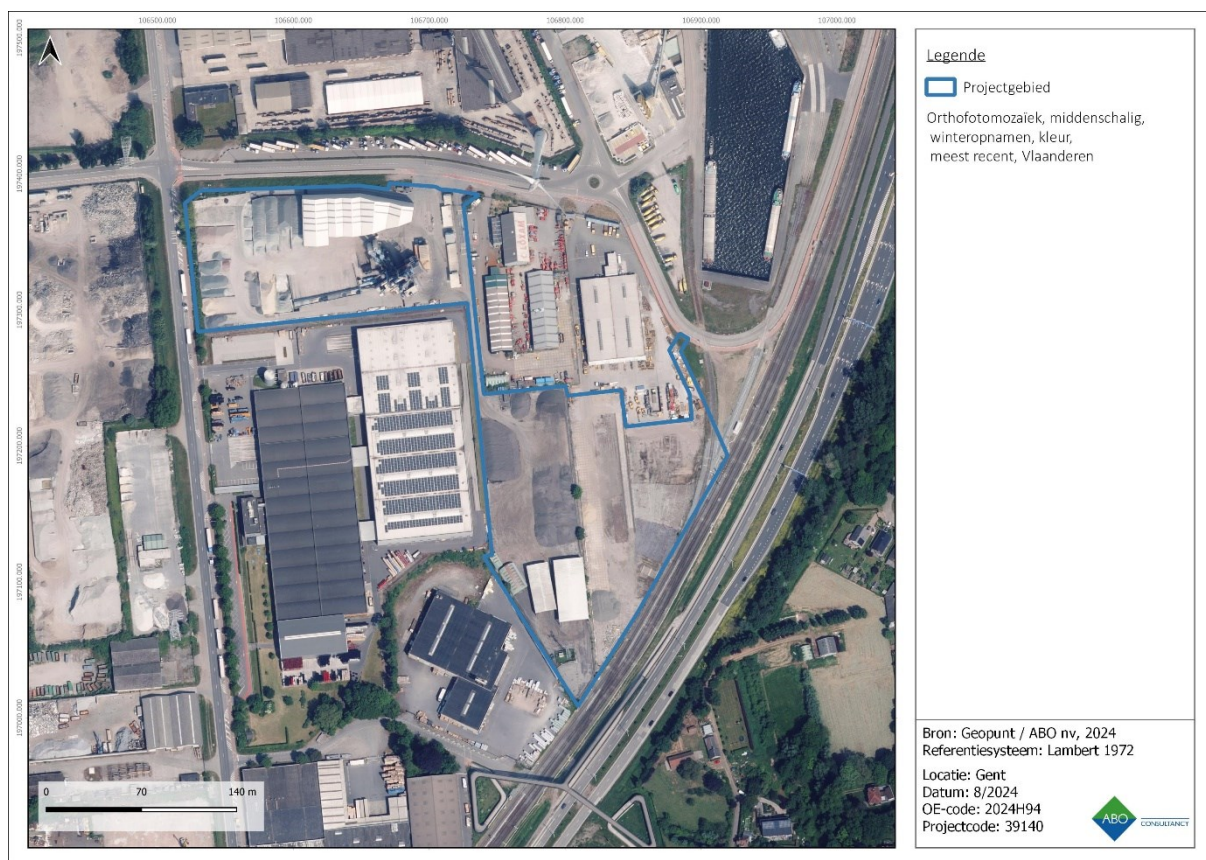 106500.000 106600.000 106700.000 106800.000 106900.000 107000.000
197500.000
197400.000
197300.000
197200.000
197100.000
197000.000
LOXAM
0 70 140 m
Legende
Projectgebied
Orthofotomozaïek, middenschalig,
winteropnamen, kleur,
meest recent, Vlaanderen
Bron: Geopunt / ABO nv, 2024
Referentiesysteem: Lambert 1972
Locatie: Gent
Datum: 8/2024
OE-code: 2024H94
Projectcode: 39140
ABO CONSULTANCY